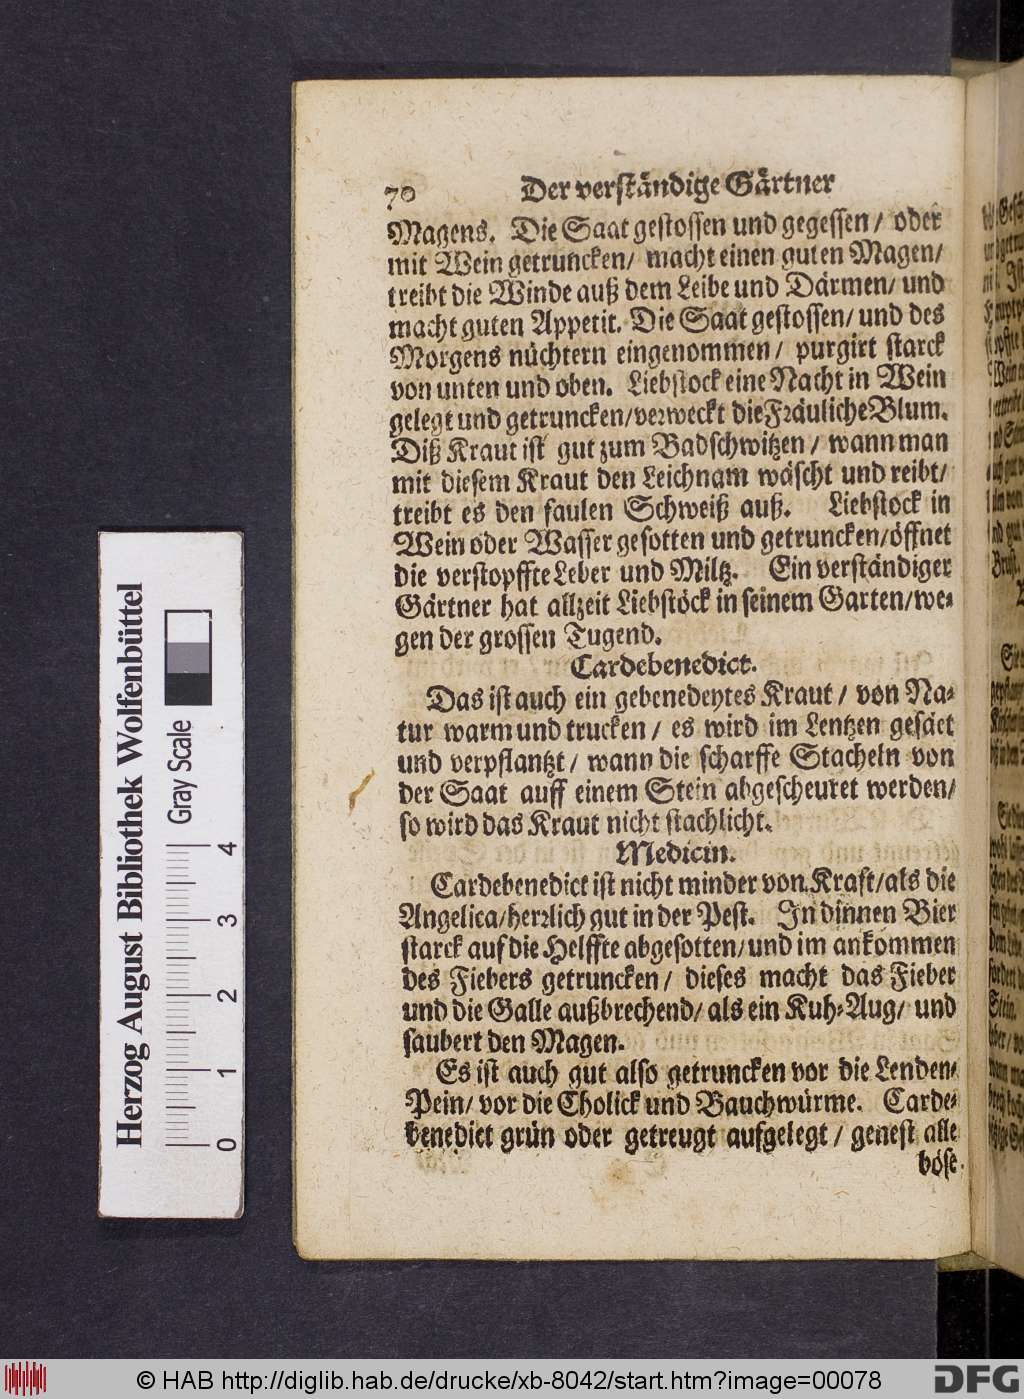 70 Der verständige Gärtner
Magens. Die Saat gestossen und gegessen / oder
mit Wein getruncken / macht einen guten Magen /
treibt die Winde auß dem Leibe und Därmen / und
macht guten Appetit. Die Saat gestossen / und des
Morgens nüchtern eingenommen / purgirt starck
von unten und oben. Liebstock eine Nacht in Wein
gelegt und getruncken / verweckt die Fräuliche Blum.
Diß Kraut ist gut zum Badschwitzen / wann man
mit diesem Kraut den Leichnam wäscht und reibt /
treibt es den faulen Schweiß auß. Liebstock in
Wein oder Wasser gesotten und getruncken / öffnet
die verstopffte Leber und Miltz. Ein verständiger
Gärtner hat allzeit Liebstöck in seinem Garten / we-
gen der grossen Tugend.
Cardebenedict.
Das ist auch ein gebenedeytes Kraut / von Na-
tur warm und trucken / es wird im Lentzen gesäet
und verpflantzt / wann die scharffe Stacheln von
der Saat auff einem Stein abgescheuret werden /
so wird das Kraut nicht stachlicht.
Medicin.
Cardebenedict ist nicht minder von Kraft / als die
Angelica / herrlich gut in der Pest. In dinnen Bier
starck auf die Helffte abgesotten / und im ankommen
des Fiebers getruncken / dieses macht das Fieber
und die Galle außbrechend / als ein Kuh-Aug / und
saubert den Magen.
Es ist auch gut also getruncken vor die Lenden-
Pein / vor die Cholick und Bauchwürme. Carde-
benedict grün oder getreugt aufgelegt / genest alle
böse
Herzog August Bibliothek Wolfenbüttel
Gray Scale
0 1 2 3 4
© HAB http://diglib.hab.de/drucke/xb-8042/start.htm?image=00078
DFG